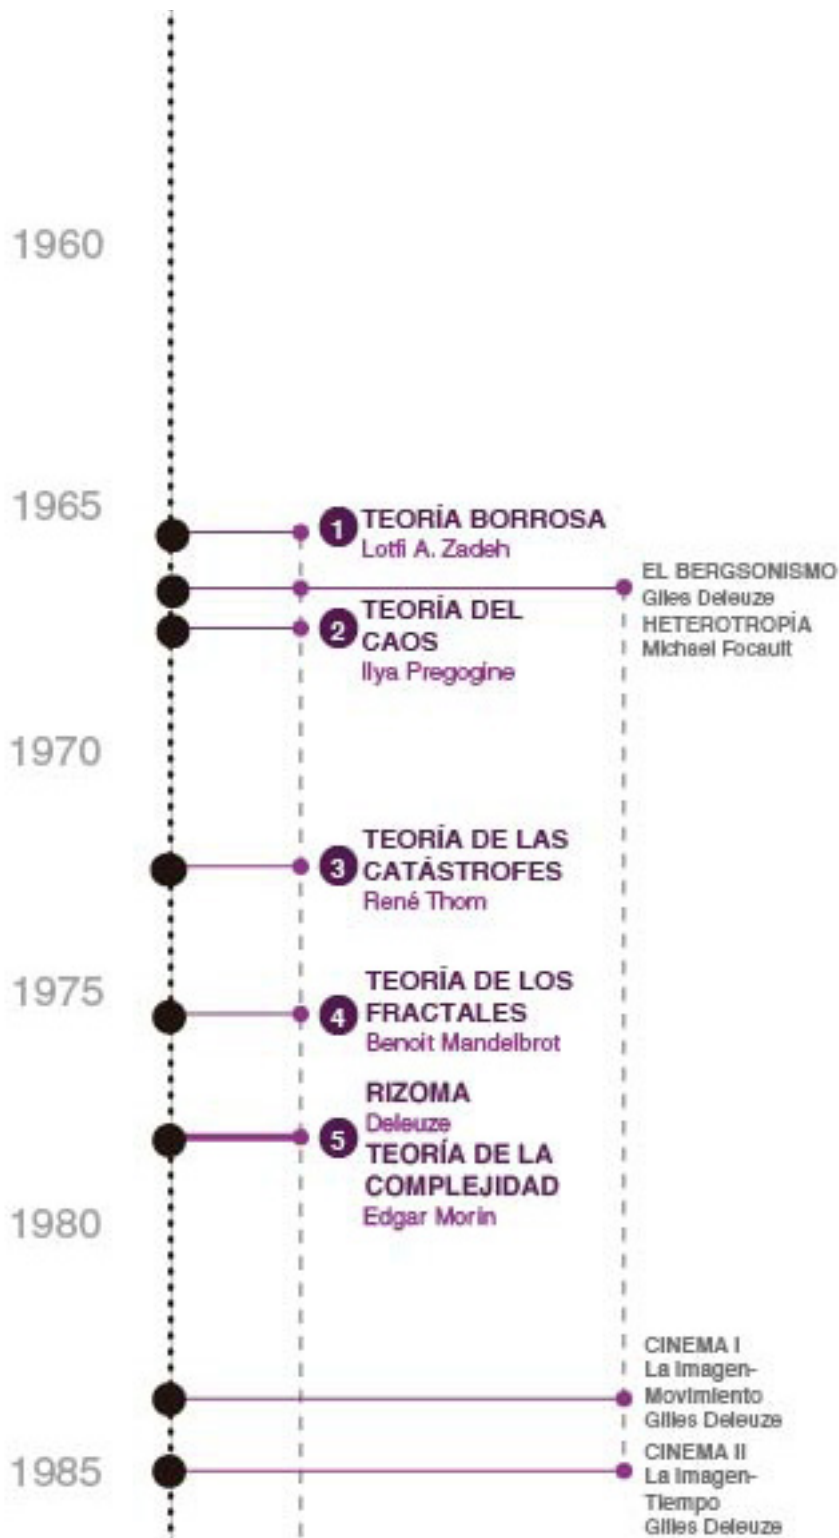 1960
1965
1 TEORÍA BORROSA
Lotfi A. Zadeh
EL BERGSONISMO
Giles Deleuze
HETEROTROPÍA
Michael Focault
2 TEORÍA DEL
CAOS
Ilya Pregogine
1970
3 TEORÍA DE LAS
CATÁSTROFES
René Thom
1975
4 TEORÍA DE LOS
FRACTALES
Benoit Mandelbrot
RIZOMA
Deleuze
5 TEORÍA DE LA
COMPLEJIDAD
Edgar Morin
1980
CINEMA I
La Imagen-
Movimiento
Gilles Deleuze
1985
CINEMA II
La Imagen-
Tiempo
Gilles Deleuze